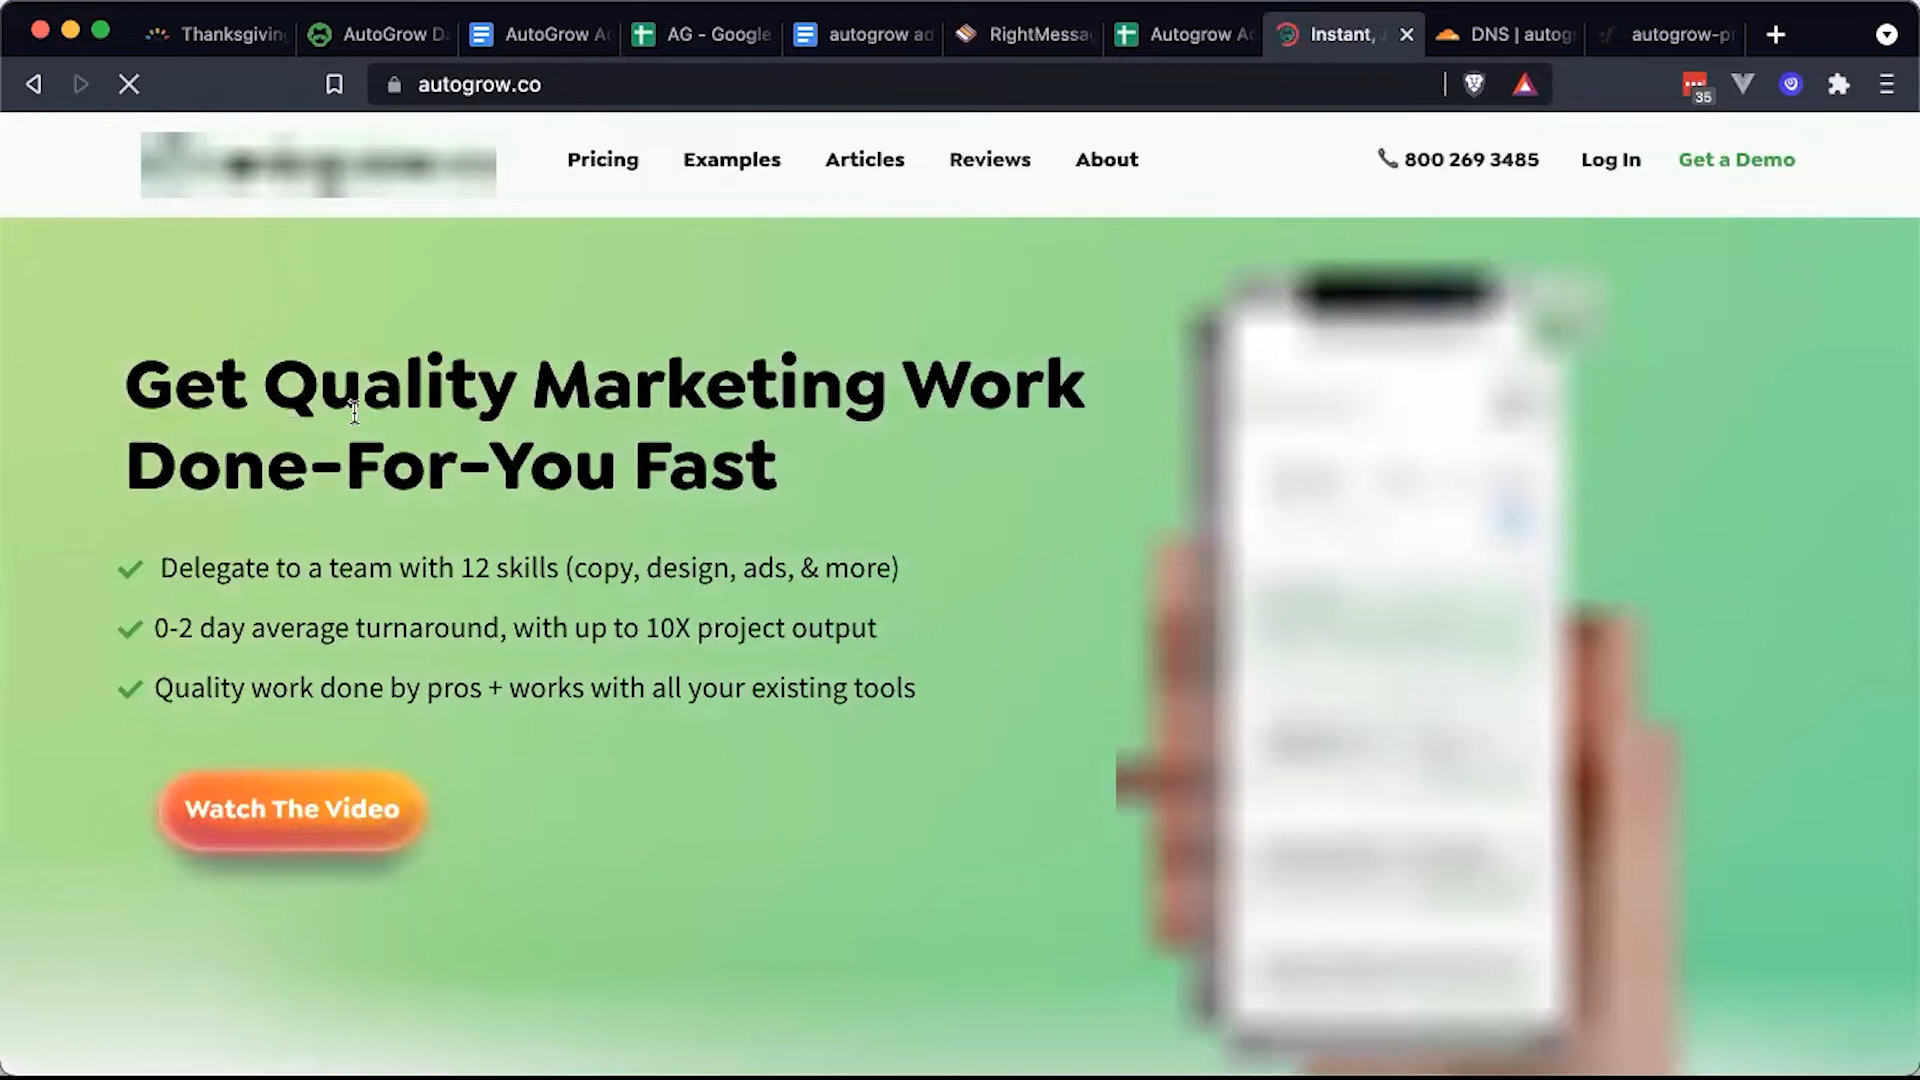 Thanksgivin
AutoGrow D
AutoGrow A
AG - Google
autogrow ad
RightMessa
Autogrow A
Instant,
DNS | autog
autogrow-p
autogrow.co
35
Pricing
Examples
Articles
Reviews
About
800 269 3485
Log In
Get a Demo
Get Quality Marketing Work
Done-For-You Fast
Delegate to a team with 12 skills (copy, design, ads, & more)
0-2 day average turnaround, with up to 10X project output
Quality work done by pros + works with all your existing tools
Watch The Video